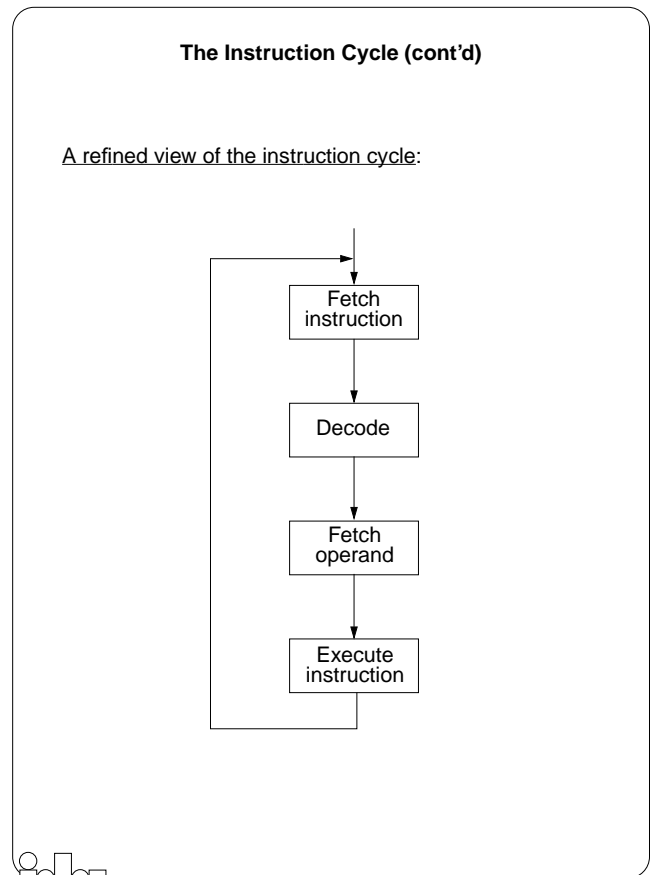 The Instruction Cycle (cont’d)
A refined view of the instruction cycle:
Fetch
instruction
Decode
Fetch
operand
Execute
instruction